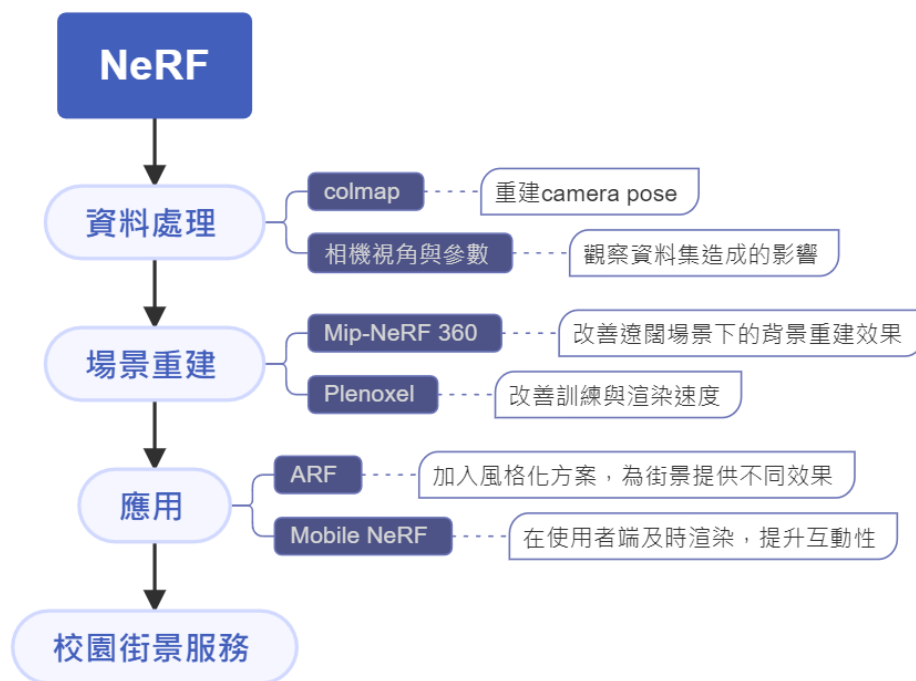 NeRF
資料處理
colmap
重建camera pose
相機視角與參數
觀察資料集造成的影響
場景重建
Mip-NeRF 360
改善遼闊場景下的背景重建效果
Plenoxel
改善訓練與渲染速度
應用
ARF
加入風格化方案，為街景提供不同效果
Mobile NeRF
在使用者端及時渲染，提升互動性
校園街景服務